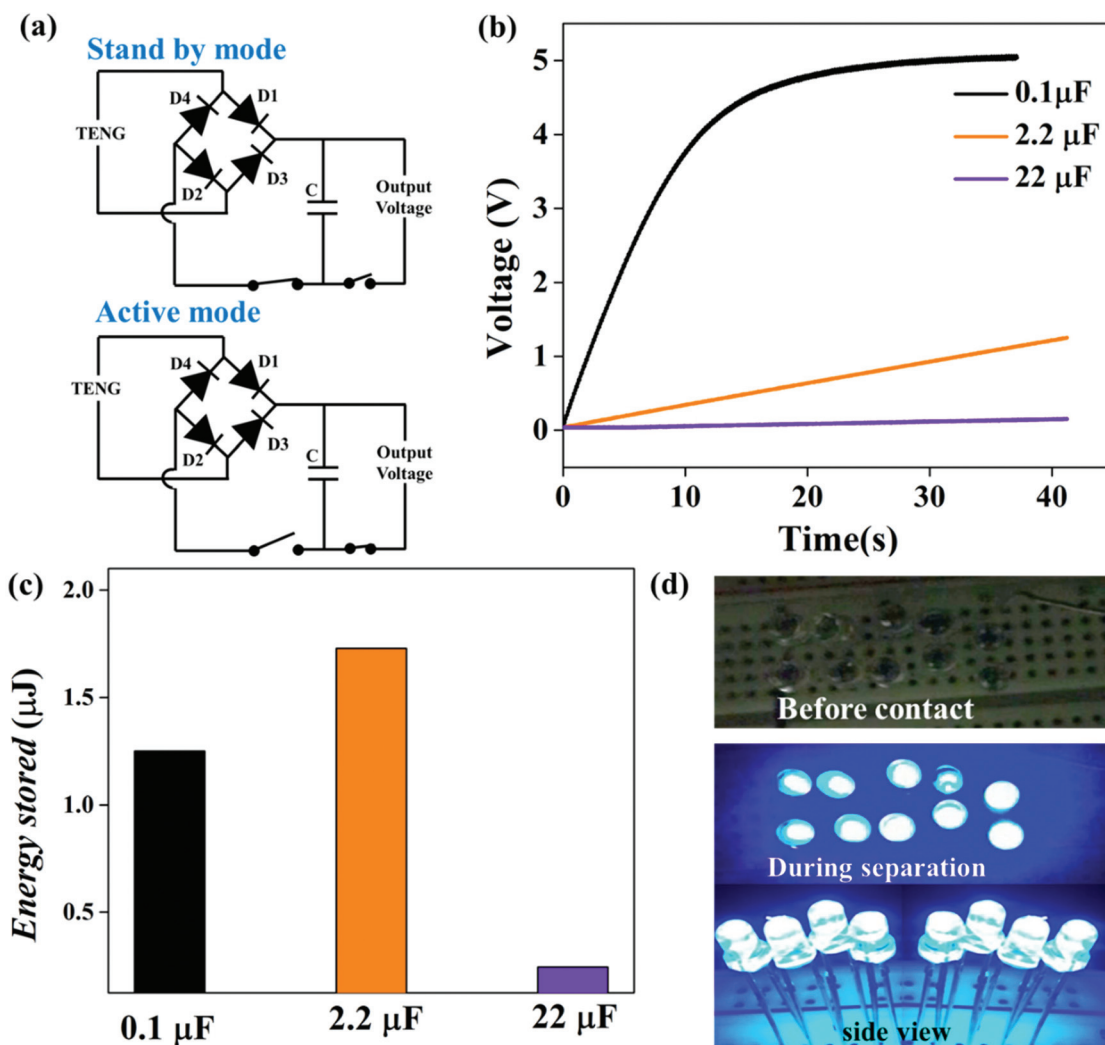 (a)
Stand by mode
D4
D1
TENG
D2
D3
C
Output
Voltage
Active mode
D4
D1
TENG
D2
D3
C
Output
Voltage
(b)
5
4
3
2
1
0
Voltage (V)
0.1μF
2.2 μF
22 μF
0
10
20
30
40
Time(s)
(c)
2.0
1.5
1.0
0.5
Energy stored (μJ)
0.1 μF
2.2 μF
22 μF
(d)
Before contact
During separation
side view